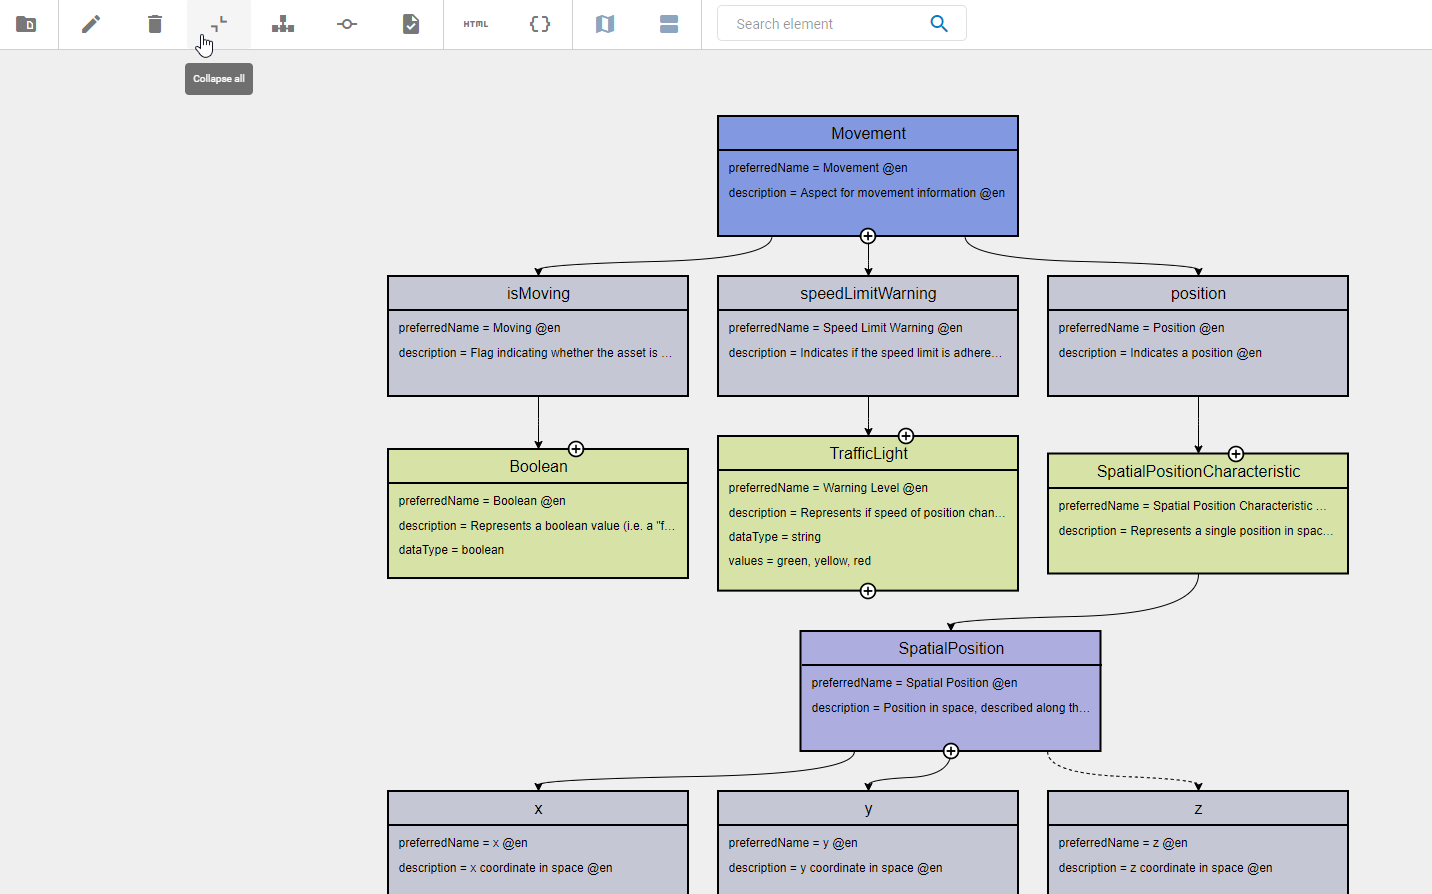 HTML
Search element
Collapse all
Movement
preferredName = Movement @en
description = Aspect for movement information @en
isMoving
preferredName = Moving @en
description = Flag indicating whether the asset is ...
speedLimitWarning
preferredName = Speed Limit Warning @en
description = Indicates if the speed limit is adhere...
position
preferredName = Position @en
description = Indicates a position @en
Boolean
preferredName = Boolean @en
description = Represents a boolean value (i.e. a "f...
dataType = boolean
TrafficLight
preferredName = Warning Level @en
description = Represents if speed of position chan...
dataType = string
values = green, yellow, red
SpatialPositionCharacteristic
preferredName = Spatial Position Characteristic ...
description = Represents a single position in spac...
SpatialPosition
preferredName = Spatial Position @en
description = Position in space, described along th...
x
preferredName = x @en
description = x coordinate in space @en
y
preferredName = y @en
description = y coordinate in space @en
z
preferredName = z @en
description = z coordinate in space @en